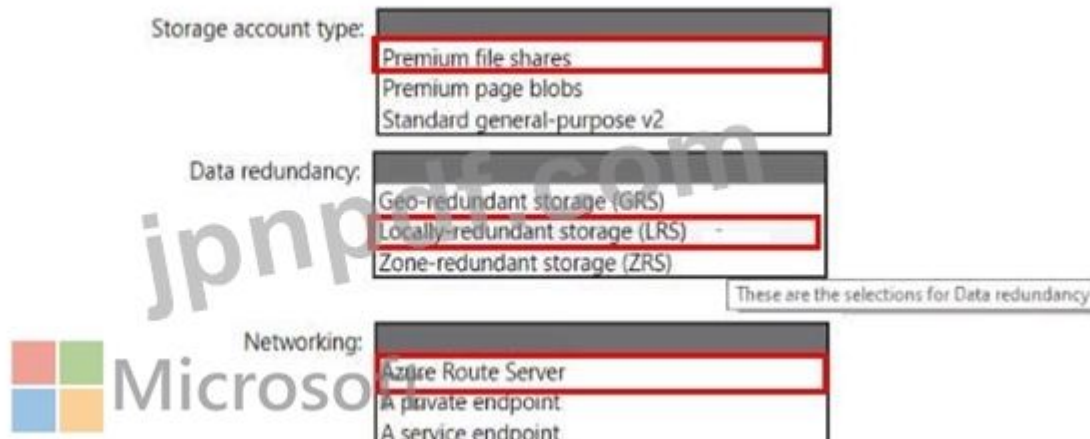 Storage account type:
Premium file shares
Premium page blobs
Standard general-purpose v2
Data redundancy:
Geo-redundant storage (GRS)
Locally-redundant storage (LRS)
Zone-redundant storage (ZRS)
These are the selections for Data redundancy
Networking:
Azure Route Server
A private endpoint
A service endpoint
jpnpdf.com
Microsoft